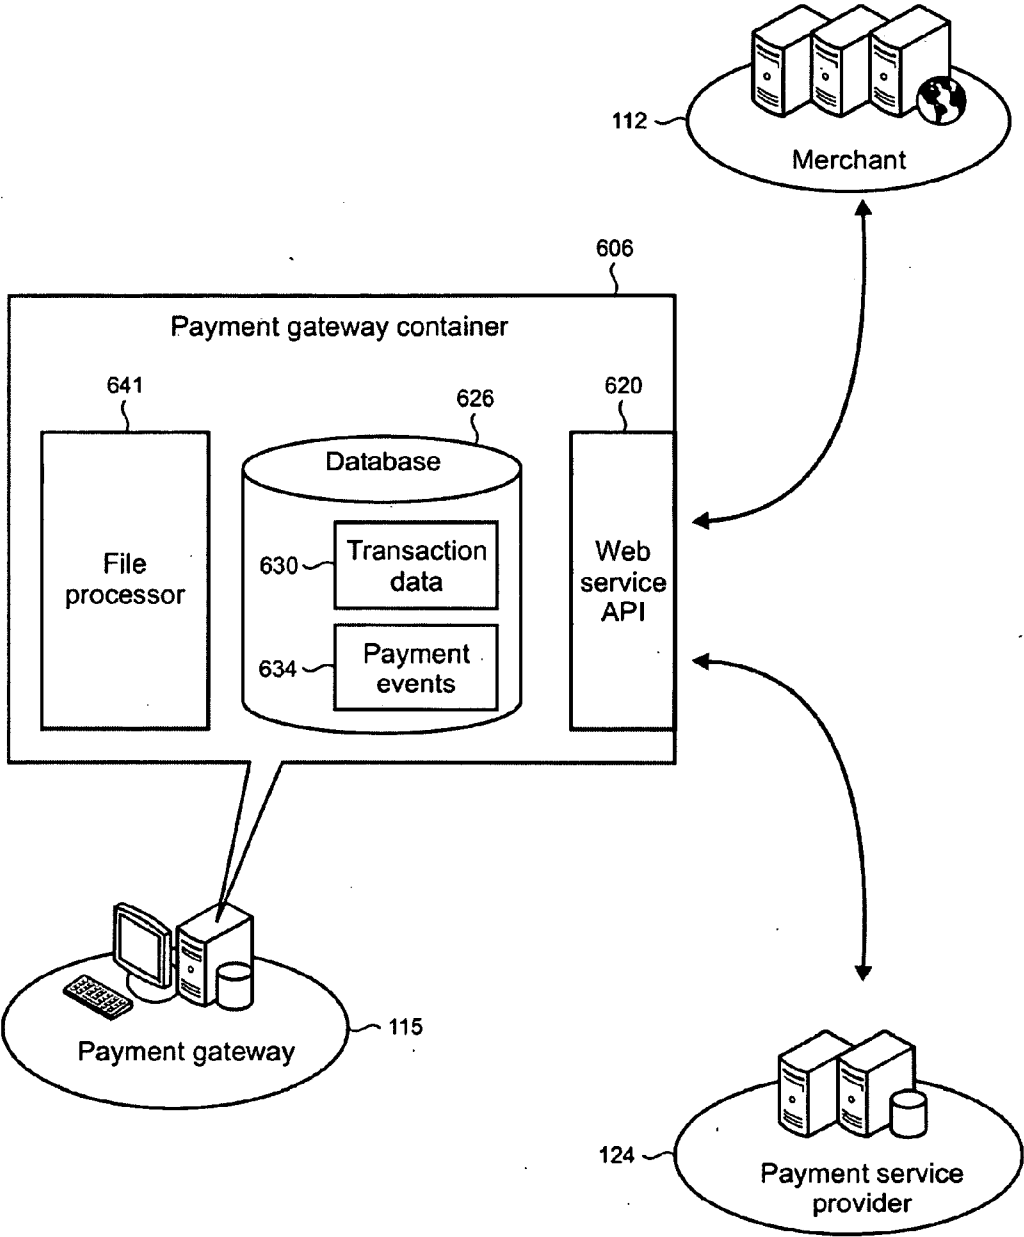 112
Merchant
606
Payment gateway container
641
626
620
Database
File
processor
630
Transaction
data
634
Payment
events
Web
service
API
Payment gateway
115
124
Payment service
provider